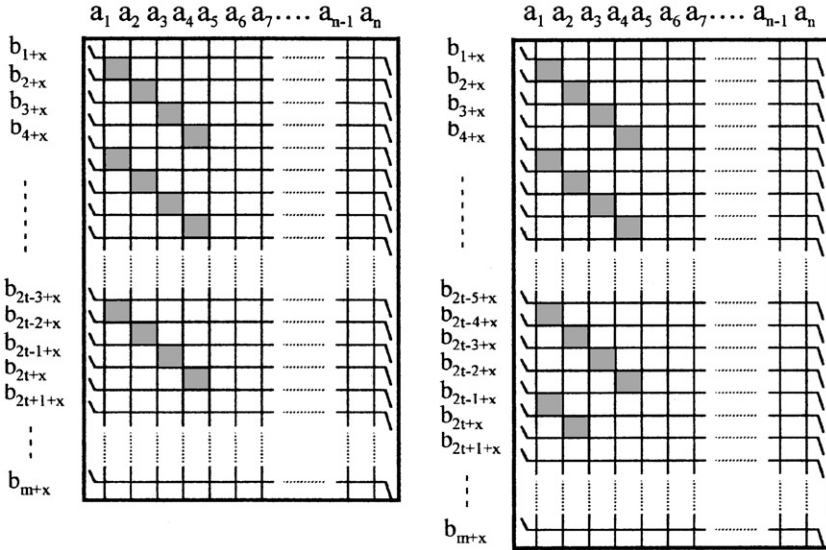 a₁ a₂ a₃ a₄ a₅ a₆ a₇ ····· aₙ₋₁ aₙ
b₁₊ₓ
b₂₊ₓ
b₃₊ₓ
b₄₊ₓ
b₂ₜ₋₃₊ₓ
b₂ₜ₋₂₊ₓ
b₂ₜ₋₁₊ₓ
b₂ₜ₊ₓ
b₂ₜ₊₁₊ₓ
bₘ₊ₓ
a₁ a₂ a₃ a₄ a₅ a₆ a₇ ····· aₙ₋₁ aₙ
b₁₊ₓ
b₂₊ₓ
b₃₊ₓ
b₄₊ₓ
b₂ₜ₋₅₊ₓ
b₂ₜ₋₄₊ₓ
b₂ₜ₋₃₊ₓ
b₂ₜ₋₂₊ₓ
b₂ₜ₋₁₊ₓ
b₂ₜ₊ₓ
b₂ₜ₊₁₊ₓ
bₘ₊ₓ